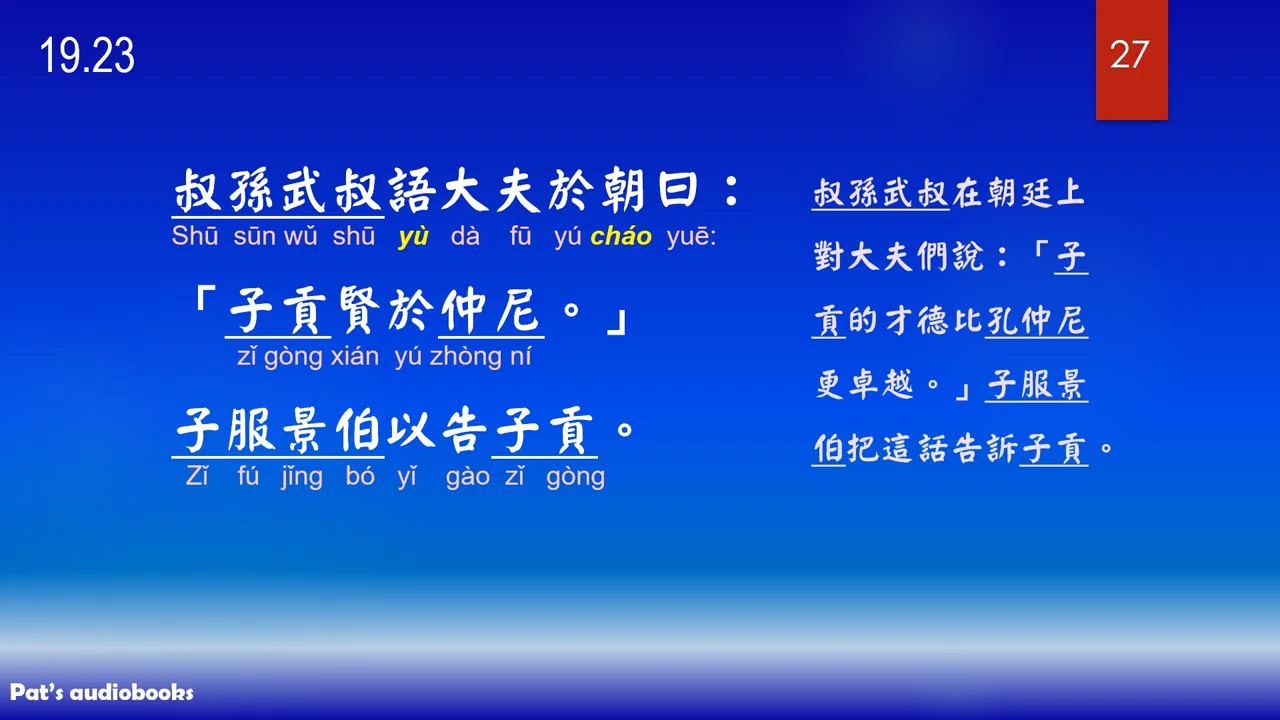 19.23
27
叔孫武叔語大夫於朝曰：
Shū sūn wǔ shū yù dà fū yú cháo yuē:
「子貢賢於仲尼。」
zǐ gòng xián yú zhòng ní
子服景伯以告子貢。
Zǐ fú jǐng bó yǐ gào zǐ gòng
叔孫武叔在朝廷上
對大夫們說：「子
貢的才德比孔仲尼
更卓越。」子服景
伯把這話告訴子貢。
Pat's audiobooks